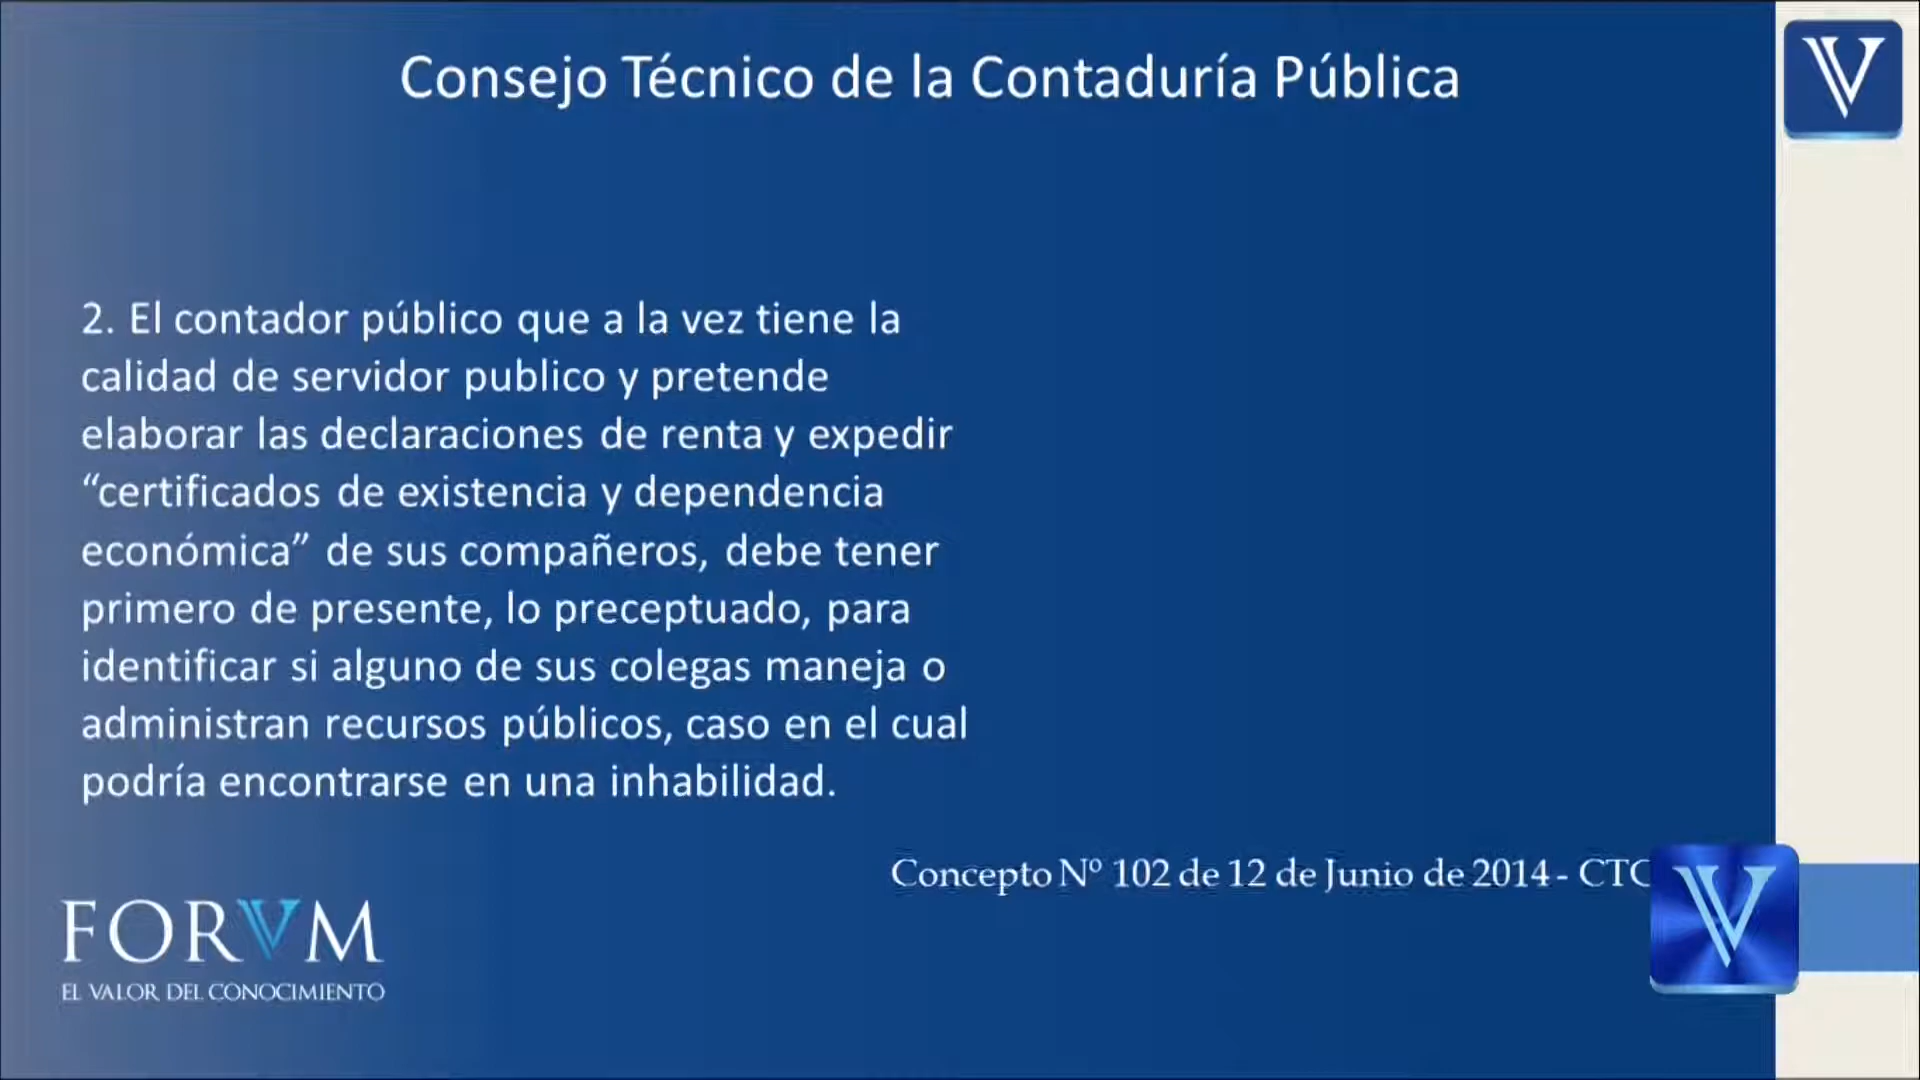 Consejo Técnico de la Contaduría Pública
2. El contador público que a la vez tiene la
calidad de servidor publico y pretende
elaborar las declaraciones de renta y expedir
“certificados de existencia y dependencia
económica” de sus compañeros, debe tener
primero de presente, lo preceptuado, para
identificar si alguno de sus colegas maneja o
administran recursos públicos, caso en el cual
podría encontrarse en una inhabilidad.
Concepto Nº 102 de 12 de Junio de 2014 - CTC
FORVM
EL VALOR DEL CONOCIMIENTO